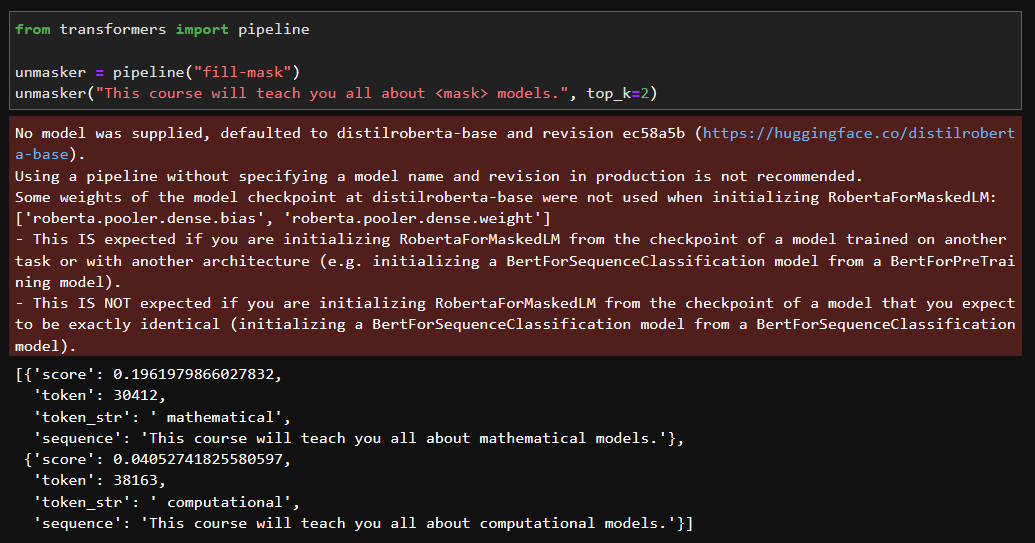 from transformers import pipeline
unmasker = pipeline("fill-mask")
unmasker("This course will teach you all about <mask> models.", top_k=2)
No model was supplied, defaulted to distilroberta-base and revision ec58a5b (https://huggingface.co/distilrobert
a-base).
Using a pipeline without specifying a model name and revision in production is not recommended.
Some weights of the model checkpoint at distilroberta-base were not used when initializing RobertaForMaskedLM:
['roberta.pooler.dense.bias', 'roberta.pooler.dense.weight']
- This IS expected if you are initializing RobertaForMaskedLM from the checkpoint of a model trained on another
task or with another architecture (e.g. initializing a BertForSequenceClassification model from a BertForPreTrai
ning model).
- This IS NOT expected if you are initializing RobertaForMaskedLM from the checkpoint of a model that you expect
to be exactly identical (initializing a BertForSequenceClassification model from a BertForSequenceClassification
model).
[{'score': 0.1961979866027832,
'token': 30412,
'token_str': ' mathematical',
'sequence': 'This course will teach you all about mathematical models.'},
{'score': 0.04052741825580597,
'token': 38163,
'token_str': ' computational',
'sequence': 'This course will teach you all about computational models.'}]